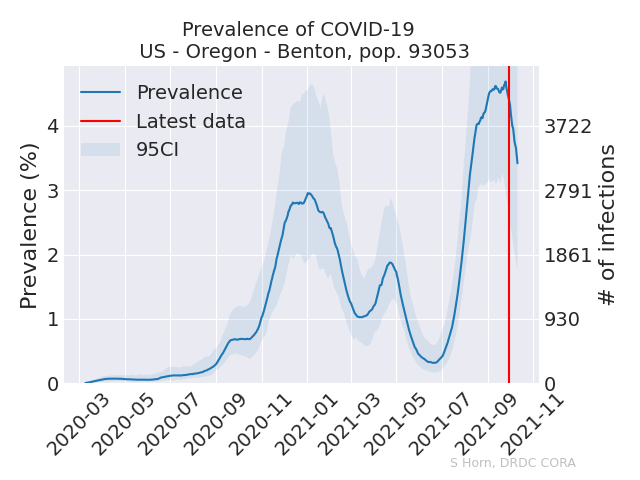 Prevalence of COVID-19
US - Oregon - Benton, pop. 93053
Prevalence
Latest data
95CI
Prevalence (%)
4
3
2
1
0
3722
2791
1861
930
0
# of infections
2020-03
2020-05
2020-07
2020-09
2020-11
2021-01
2021-03
2021-05
2021-07
2021-09
2021-11
S Horn, DRDC CORA